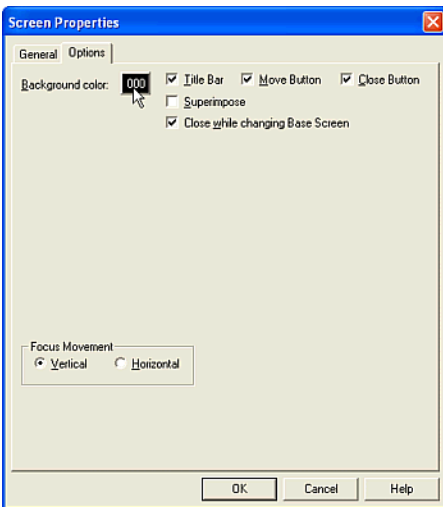 Screen Properties
General Options
Background color: 000 Title Bar Move Button Close Button
Superimpose
Close while changing Base Screen
Focus Movement
Vertical Horizontal
OK Cancel Help